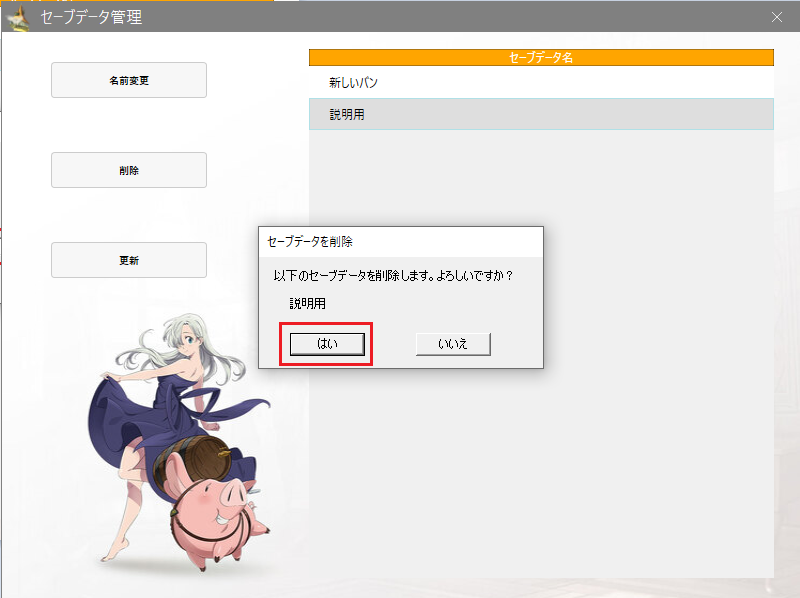 セーブデータ管理
名前変更
削除
更新
セーブデータ名
新しいパン
説明用
セーブデータを削除
以下のセーブデータを削除します。よろしいですか？
説明用
はい
いいえ